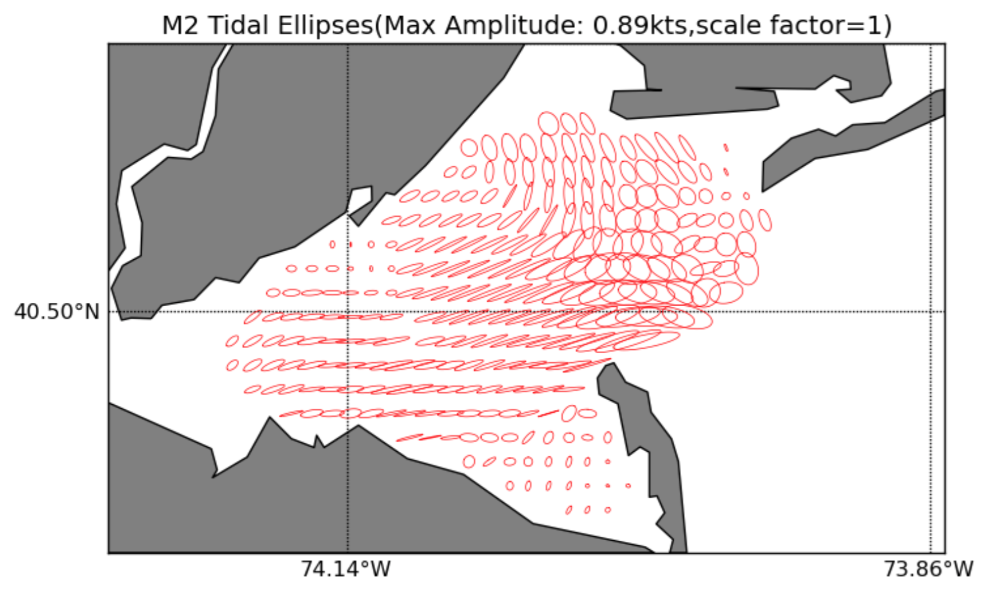 M2 Tidal Ellipses(Max Amplitude: 0.89kts,scale factor=1)
40.50°N
74.14°W
73.86°W